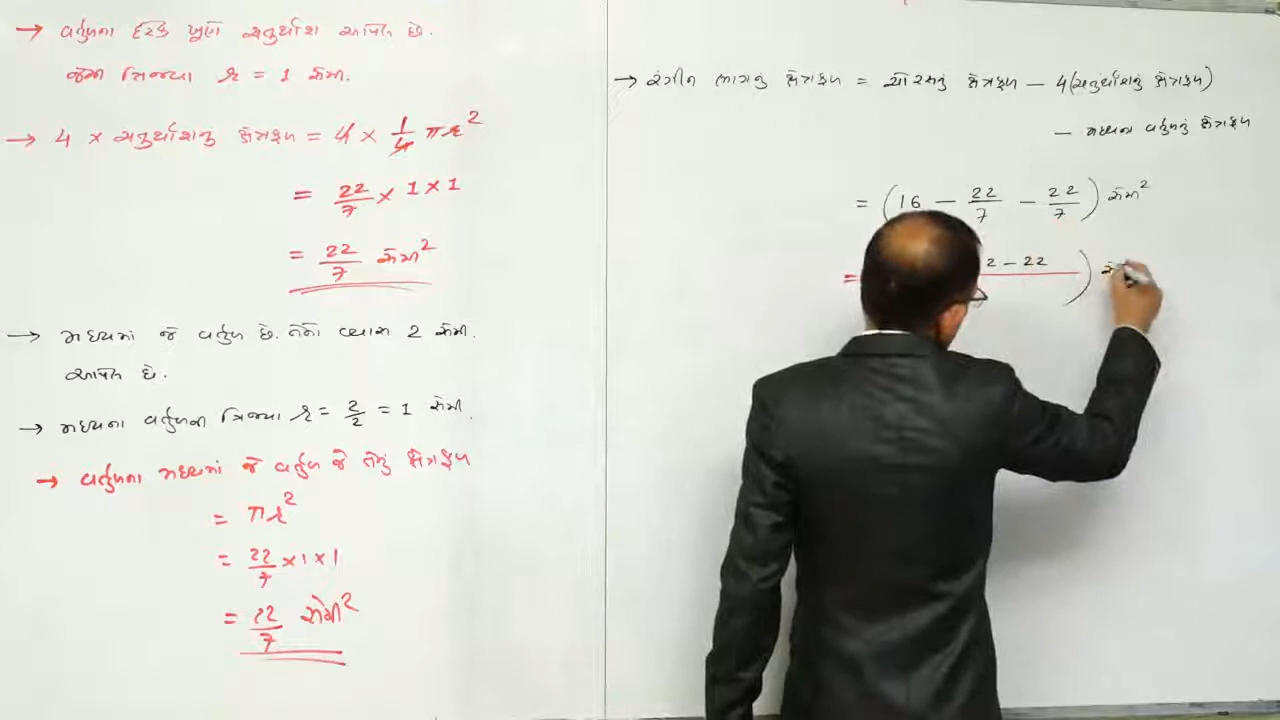 → વર્તુળના દરેક ખુણે ચતુર્થાંશ આપેલ છે.
જેમાં ત્રિજ્યા r = 1 સેમી.
→ 4 × ચતુર્થાંશનું ક્ષેત્રફળ = 4 × 1/4 πr²
= 22/7 × 1 × 1
= 22/7 સેમી²
→ મધ્યમાં જે વર્તુળ છે. તેનો વ્યાસ 2 સેમી.
આપેલ છે.
→ મધ્યના વર્તુળની ત્રિજ્યા r = 2/2 = 1 સેમી.
→ વર્તુળના મધ્યમાં જે વર્તુળ જે તેનું ક્ષેત્રફળ
= πr²
= 22/7 × 1 × 1
= 22/7 સેમી²
→ રંગીન ભાગનું ક્ષેત્રફળ = ચોરસનું ક્ષેત્રફળ − 4(ચતુર્થાંશનું ક્ષેત્રફળ)
− મધ્યના વર્તુળનું ક્ષેત્રફળ
= (16 − 22/7 − 22/7) સેમી²
= 2 − 22 )